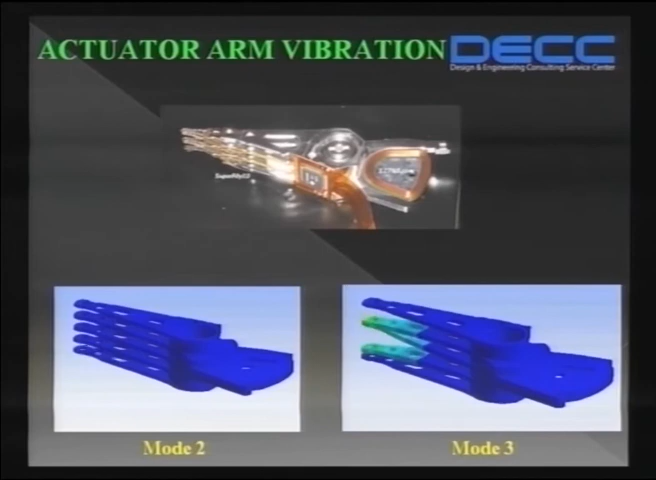 ACTUATOR ARM VIBRATION
DECC
Design & Engineering Consulting Service Center
Mode 2
Mode 3